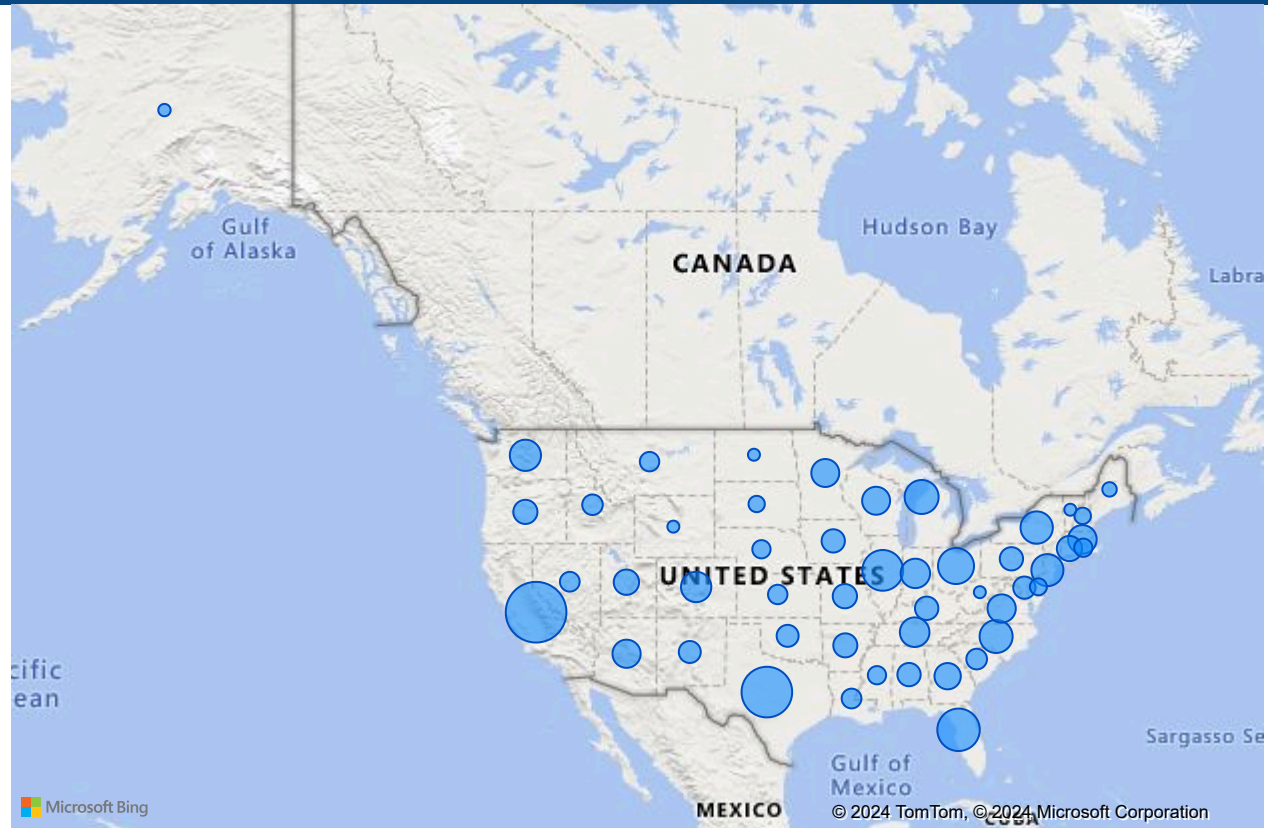 Gulf
of Alaska
CANADA
Hudson Bay
Labra
UNITED STATES
cific
ean
Gulf of
Mexico
Sargasso Se
MEXICO
CUBA
Microsoft Bing
© 2024 TomTom, © 2024 Microsoft Corporation